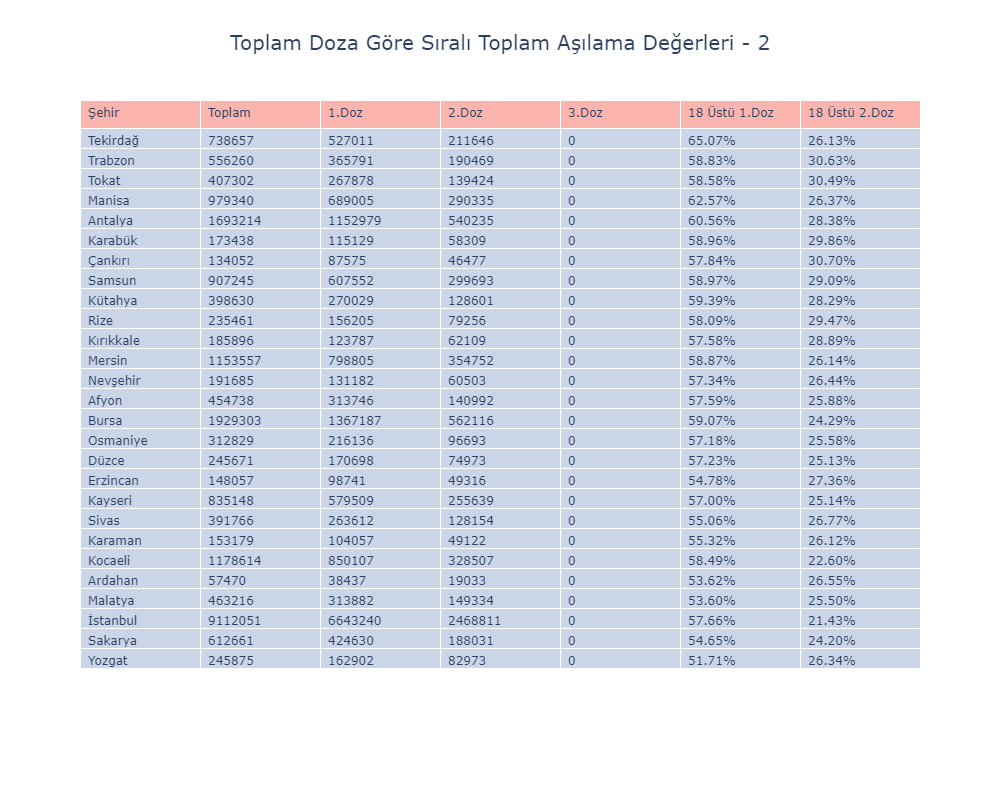 Toplam Doza Göre Sıralı Toplam Aşılama Değerleri - 2
Şehir Toplam 1.Doz 2.Doz 3.Doz 18 Üstü 1.Doz 18 Üstü 2.Doz
Tekirdağ 738657 527011 211646 0 65.07% 26.13%
Trabzon 556260 365791 190469 0 58.83% 30.63%
Tokat 407302 267878 139424 0 58.58% 30.49%
Manisa 979340 689005 290335 0 62.57% 26.37%
Antalya 1693214 1152979 540235 0 60.56% 28.38%
Karabük 173438 115129 58309 0 58.96% 29.86%
Çankırı 134052 87575 46477 0 57.84% 30.70%
Samsun 907245 607552 299693 0 58.97% 29.09%
Kütahya 398630 270029 128601 0 59.39% 28.29%
Rize 235461 156205 79256 0 58.09% 29.47%
Kırıkkale 185896 123787 62109 0 57.58% 28.89%
Mersin 1153557 798805 354752 0 58.87% 26.14%
Nevşehir 191685 131182 60503 0 57.34% 26.44%
Afyon 454738 313746 140992 0 57.59% 25.88%
Bursa 1929303 1367187 562116 0 59.07% 24.29%
Osmaniye 312829 216136 96693 0 57.18% 25.58%
Düzce 245671 170698 74973 0 57.23% 25.13%
Erzincan 148057 98741 49316 0 54.78% 27.36%
Kayseri 835148 579509 255639 0 57.00% 25.14%
Sivas 391766 263612 128154 0 55.06% 26.77%
Karaman 153179 104057 49122 0 55.32% 26.12%
Kocaeli 1178614 850107 328507 0 58.49% 22.60%
Ardahan 57470 38437 19033 0 53.62% 26.55%
Malatya 463216 313882 149334 0 53.60% 25.50%
İstanbul 9112051 6643240 2468811 0 57.66% 21.43%
Sakarya 612661 424630 188031 0 54.65% 24.20%
Yozgat 245875 162902 82973 0 51.71% 26.34%